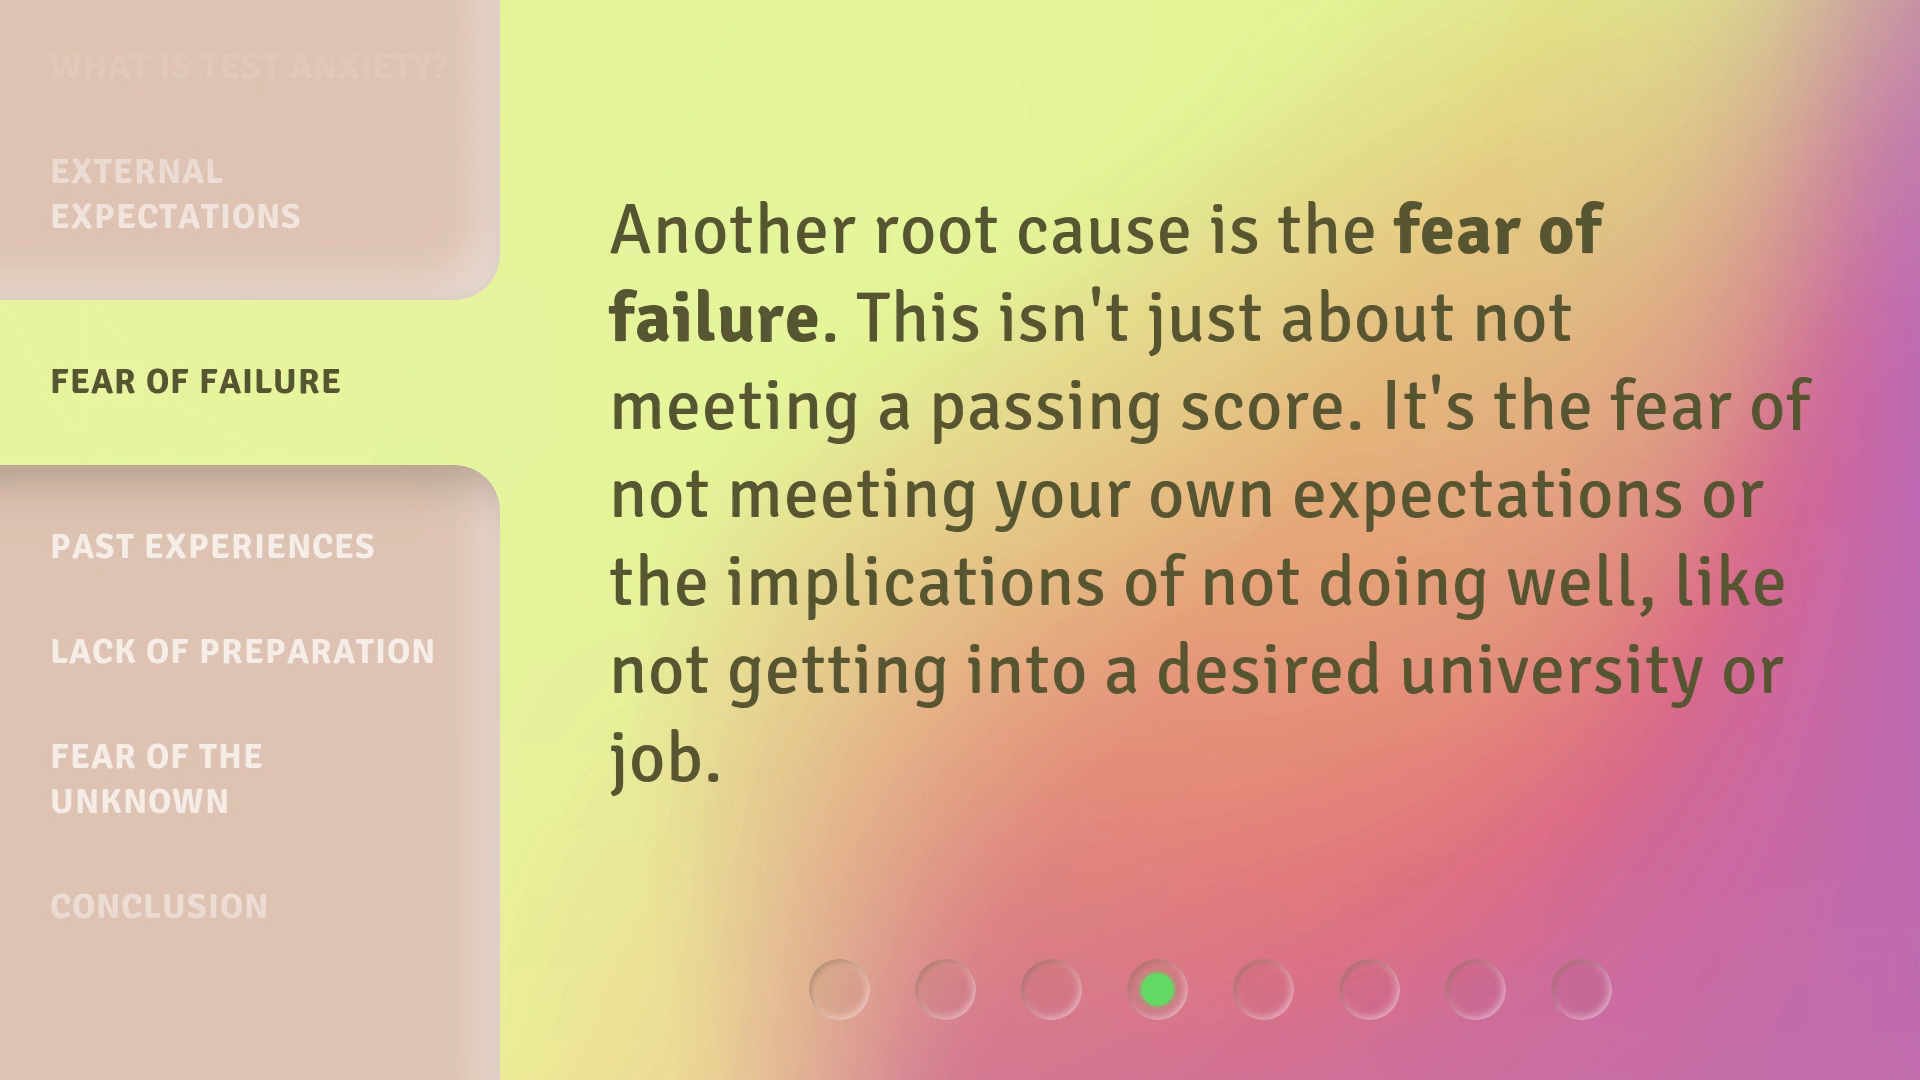 WHAT IS TEST ANXIETY?
EXTERNAL
EXPECTATIONS
FEAR OF FAILURE
PAST EXPERIENCES
LACK OF PREPARATION
FEAR OF THE
UNKNOWN
CONCLUSION
Another root cause is the fear of
failure. This isn't just about not
meeting a passing score. It's the fear of
not meeting your own expectations or
the implications of not doing well, like
not getting into a desired university or
job.